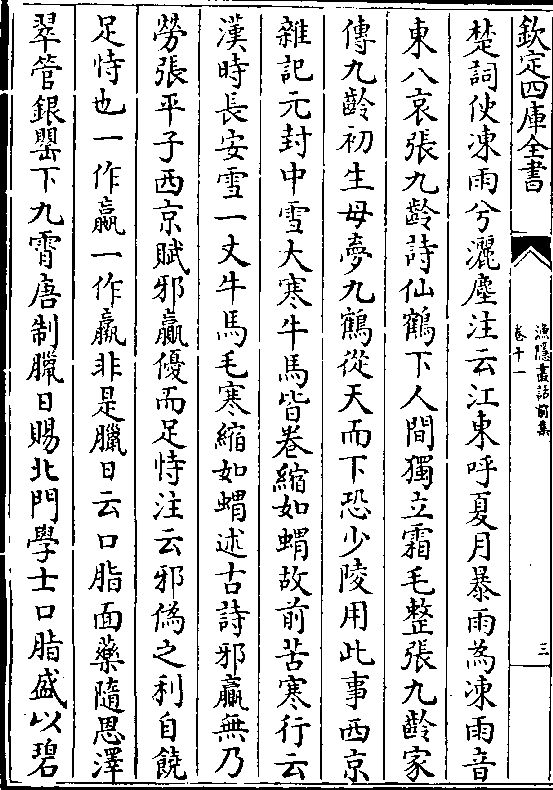 欽定四庫全書
漁隱叢話前集
卷十一
三
楚詞使凍雨兮灑塵注云江東呼夏月暴雨為凍雨音
東八哀張九齡詩仙鶴下人間獨立霜毛整張九齡家
傳九齡初生母夢九鶴從天而下恐少陵用此事西京
雜記元封中雪大寒牛馬皆卷縮如蝟故前苦寒行云
漢時長安雪一丈牛馬毛寒縮如蝟述古詩邪贏無乃
勞張平子西京賦邪贏優而足恃注云邪偽之利自饒
足恃也一作嬴一作羸非是臘日云口脂面藥隨恩澤
翠管銀罌下九霄唐制臘日賜北門學士口脂盛以碧